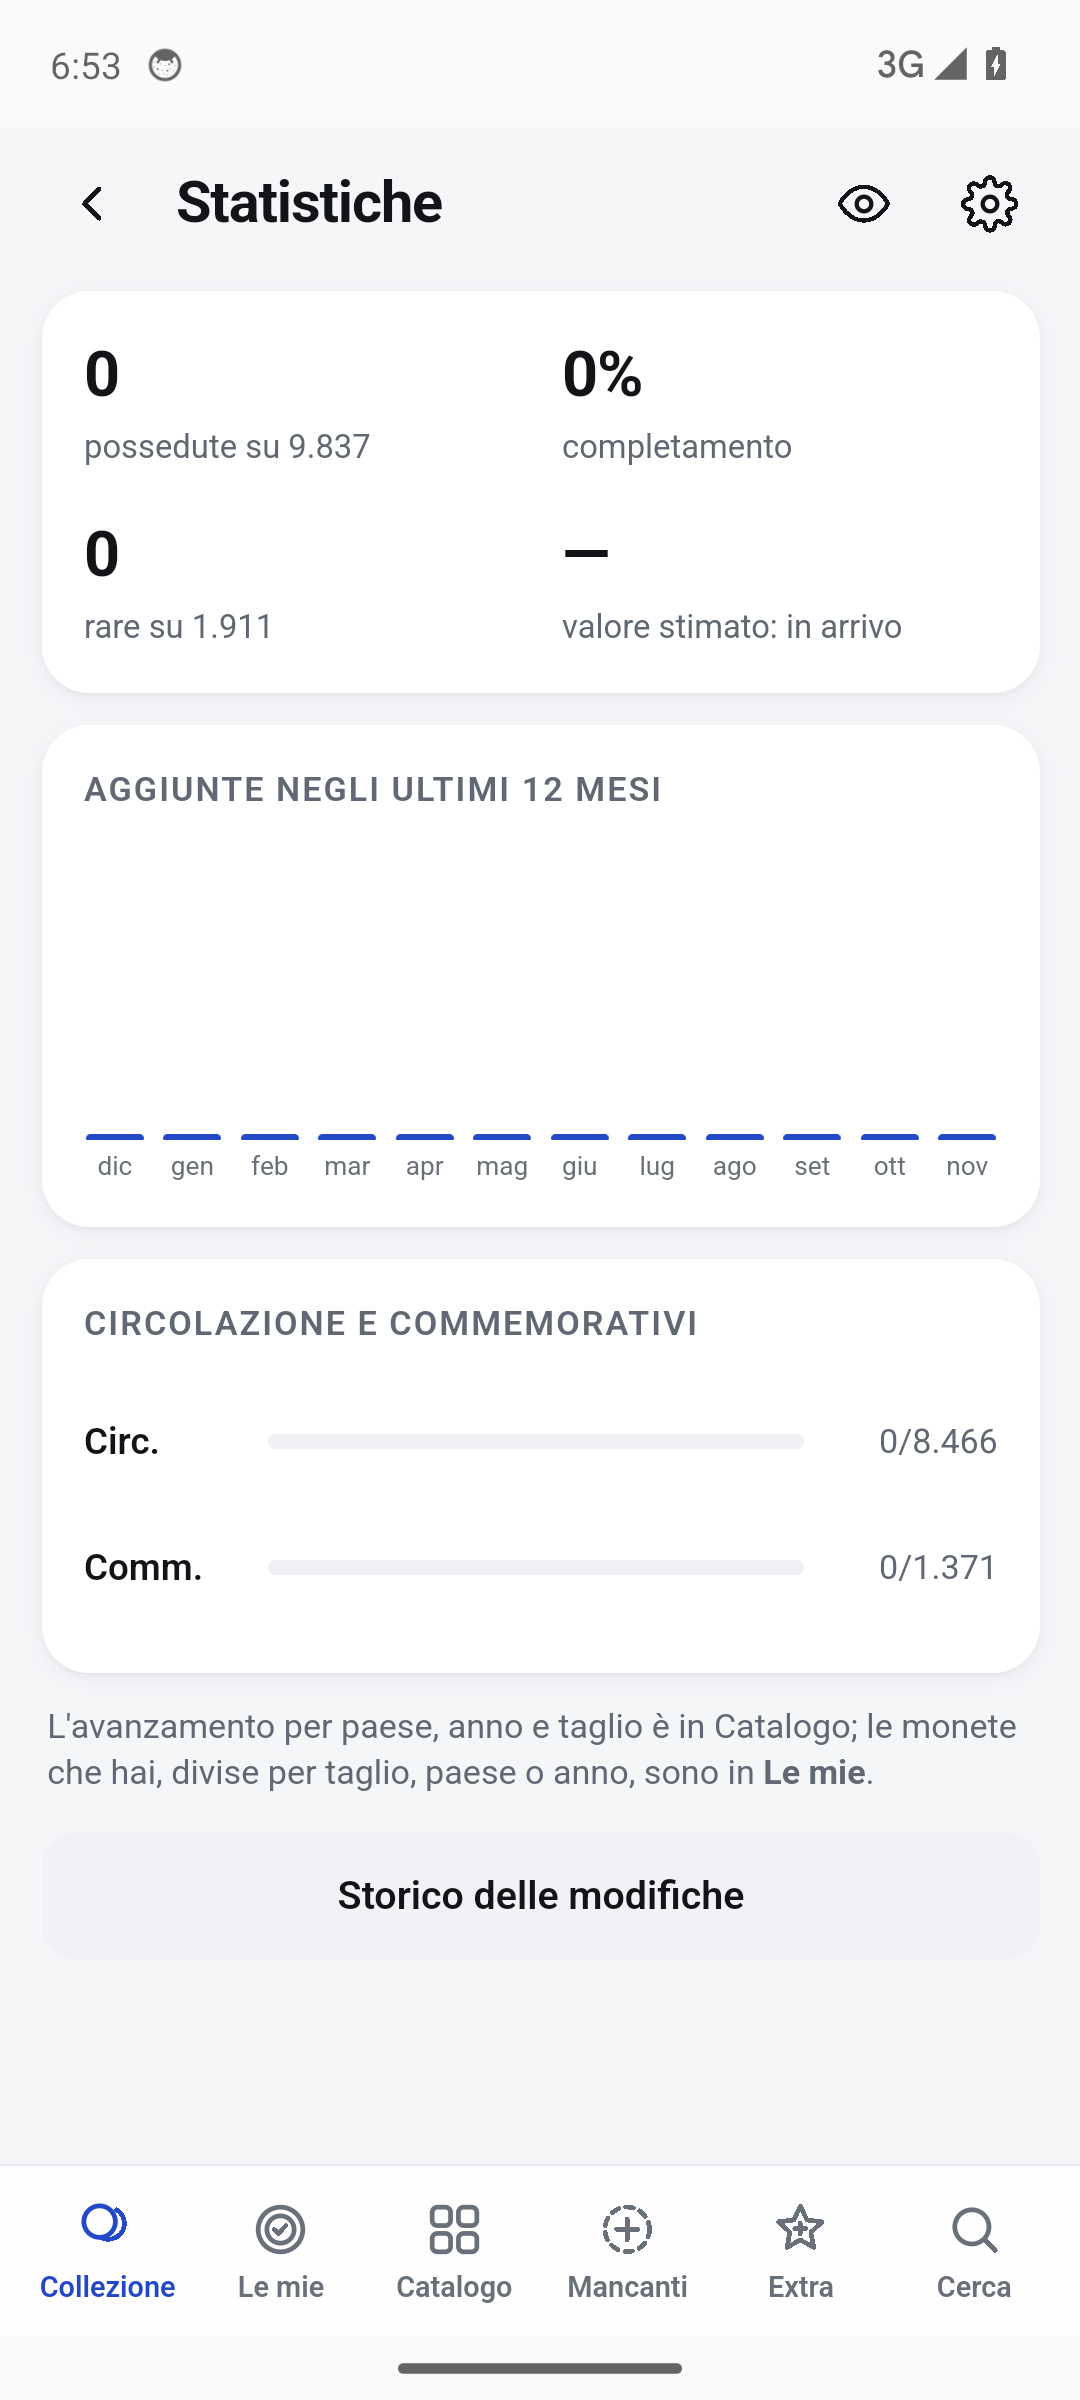 6:53
3G
Statistiche
0
possedute su 9.837
0%
completamento
0
rare su 1.911
—
valore stimato: in arrivo
AGGIUNTE NEGLI ULTIMI 12 MESI
dic gen feb mar apr mag giu lug ago set ott nov
CIRCOLAZIONE E COMMEMORATIVI
Circ. 0/8.466
Comm. 0/1.371
L'avanzamento per paese, anno e taglio è in Catalogo; le monete
che hai, divise per taglio, paese o anno, sono in Le mie.
Storico delle modifiche
Collezione Le mie Catalogo Mancanti Extra Cerca